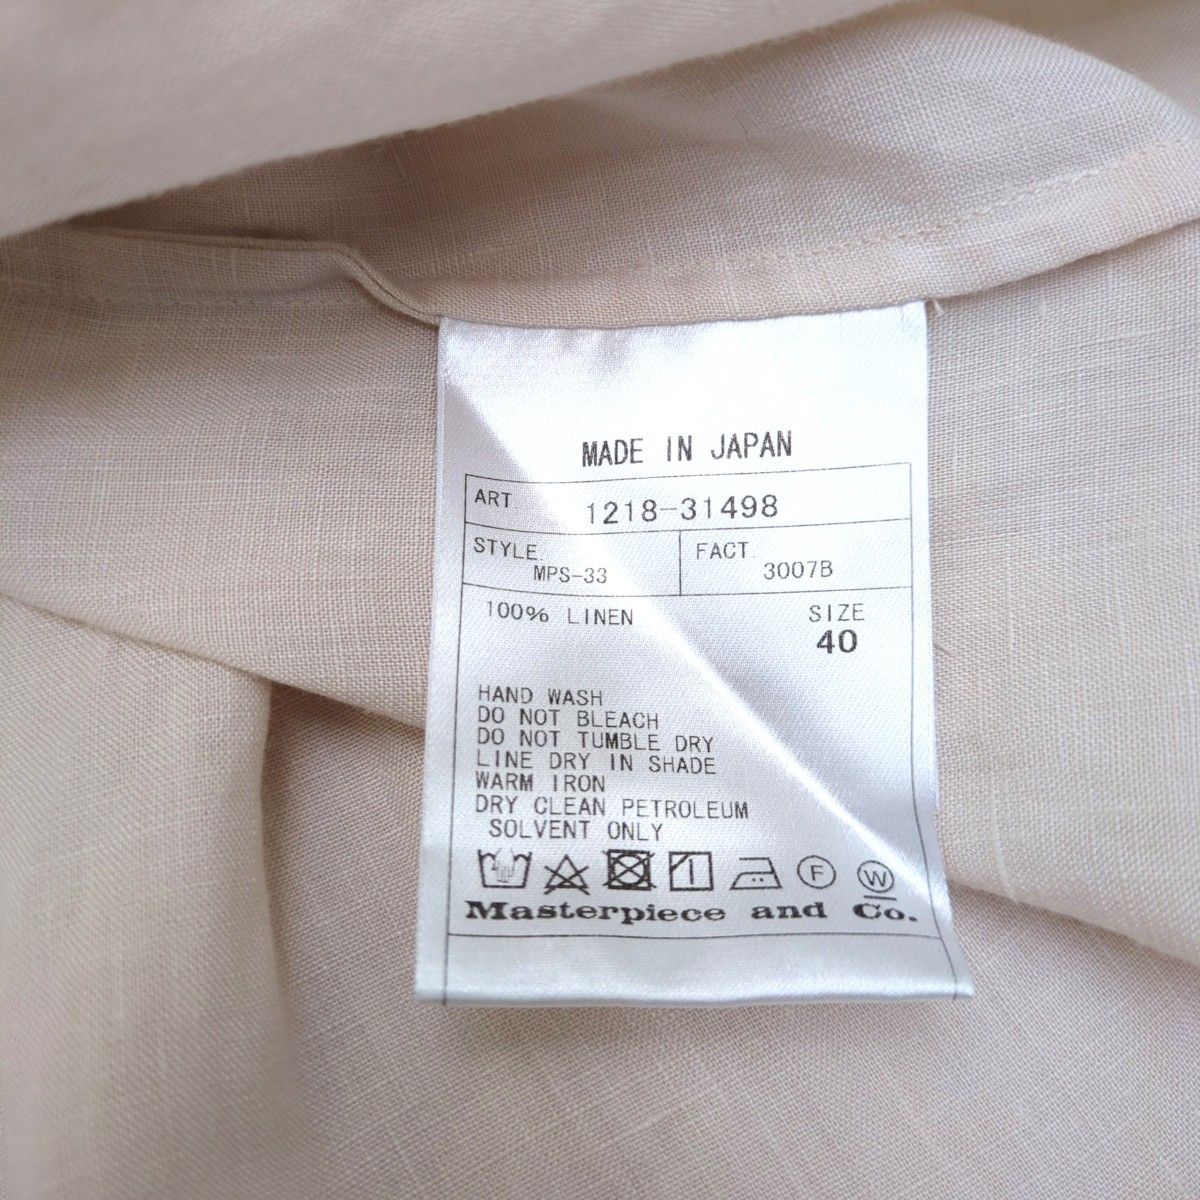 MADE IN JAPAN
ART 1218-31498
STYLE. FACT.
MPS-33 3007B
100% LINEN SIZE
40
HAND WASH
DO NOT BLEACH
DO NOT TUMBLE DRY
LINE DRY IN SHADE
WARM IRON
DRY CLEAN PETROLEUM
SOLVENT ONLY
F W
Masterpiece and Co.